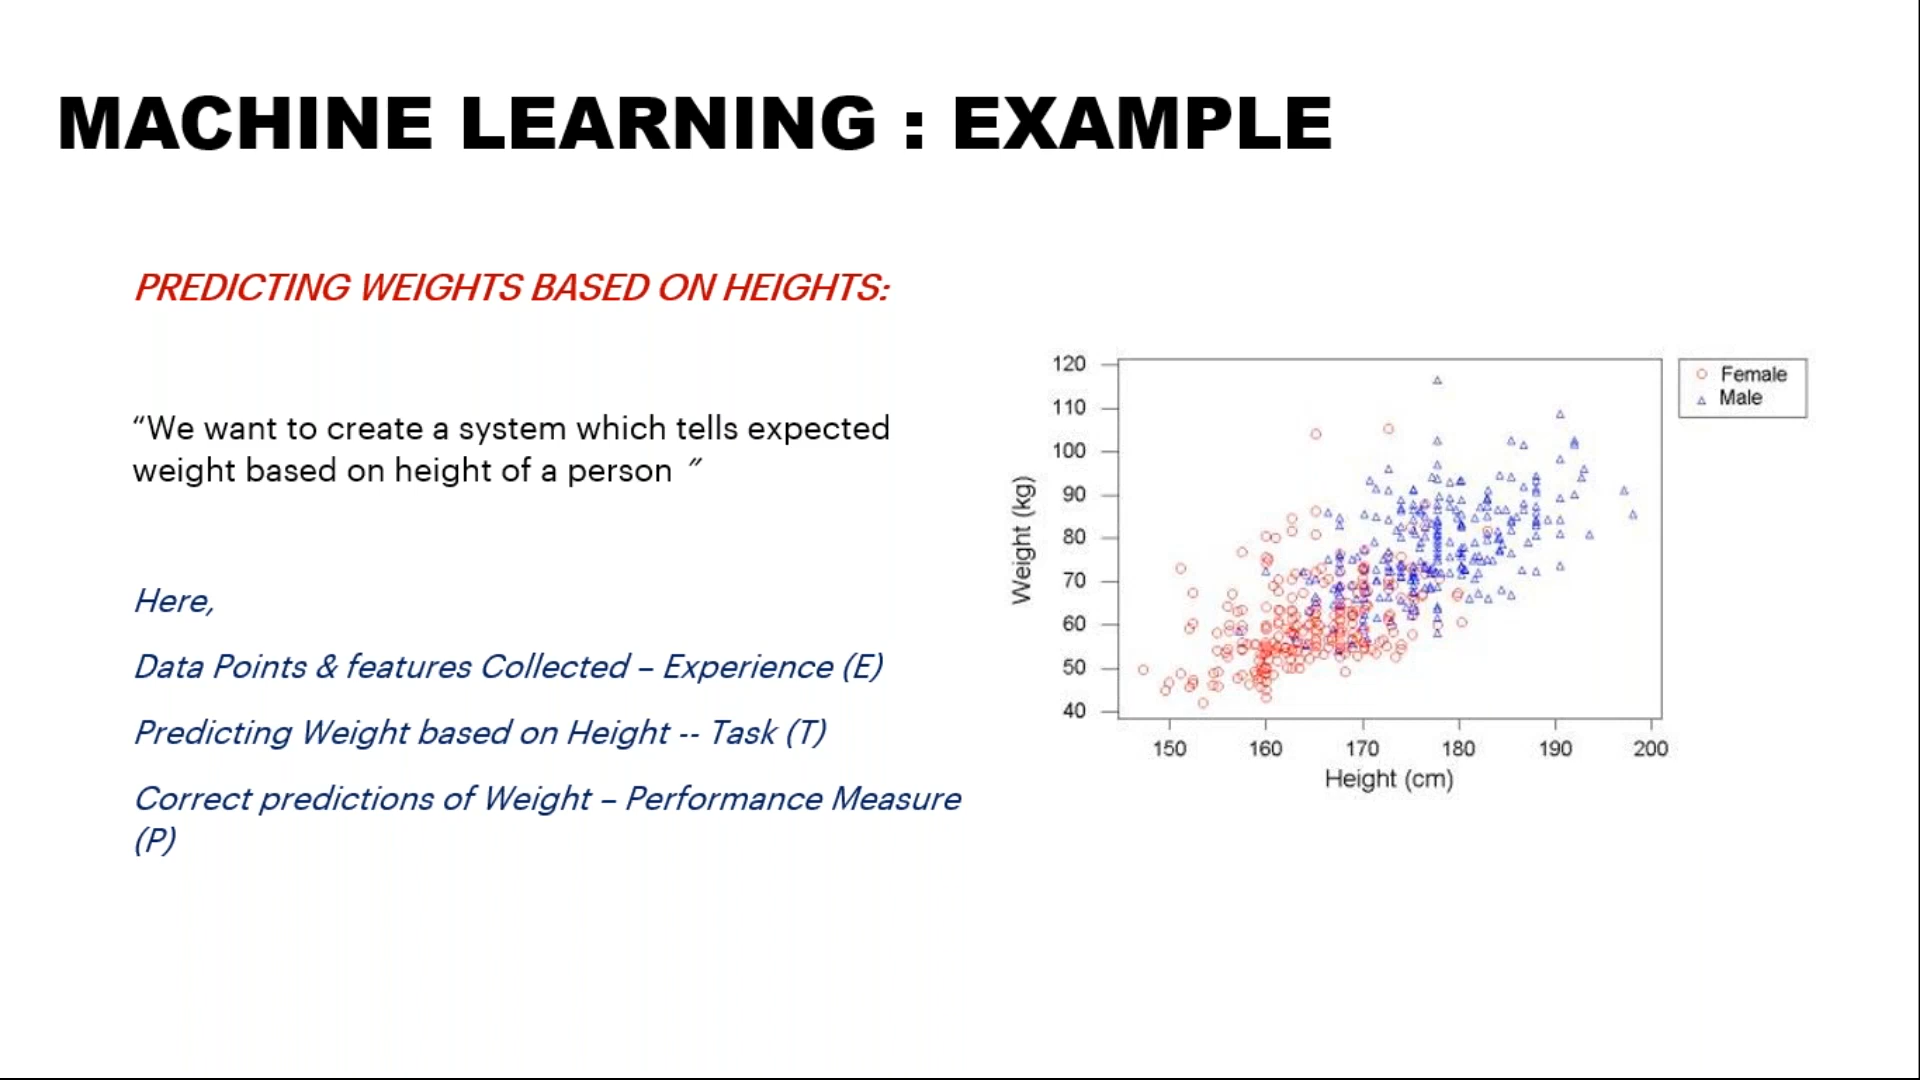 MACHINE LEARNING : EXAMPLE
PREDICTING WEIGHTS BASED ON HEIGHTS:
“We want to create a system which tells expected
weight based on height of a person ”
Here,
Data Points & features Collected – Experience (E)
Predicting Weight based on Height -- Task (T)
Correct predictions of Weight – Performance Measure
(P)
Weight (kg)
120
110
100
90
80
70
60
50
40
150 160 170 180 190 200
Height (cm)
Female
Male